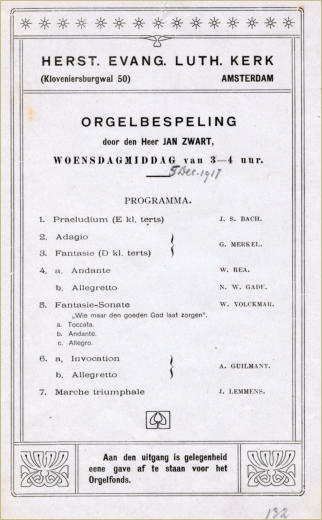 HERST. EVANG. LUTH. KERK
(Kloveniersburgwal 50) AMSTERDAM
ORGELBESPELING
door den Heer JAN ZWART,
WOENSDAGMIDDAG van 3—4 uur.
5 Dec. 1917
PROGRAMMA.
1. Praeludium (E kl. terts) J. S. BACH.
2. Adagio
G. MERKEL.
3. Fantasie (D kl. terts)
4. a. Andante W. REA.
b. Allegretto N. W. GADE.
5. Fantasie-Sonate W. VOLCKMAR.
„Wie maar den goeden God laat zorgen".
a. Toccata.
b. Andante.
c. Allegro.
6. a, Invocation
A. GUILMANT.
b. Allegretto
7. Marche triumphale J. LEMMENS.
Aan den uitgang is gelegenheid
eene gave af te staan voor het
Orgelfonds.
132